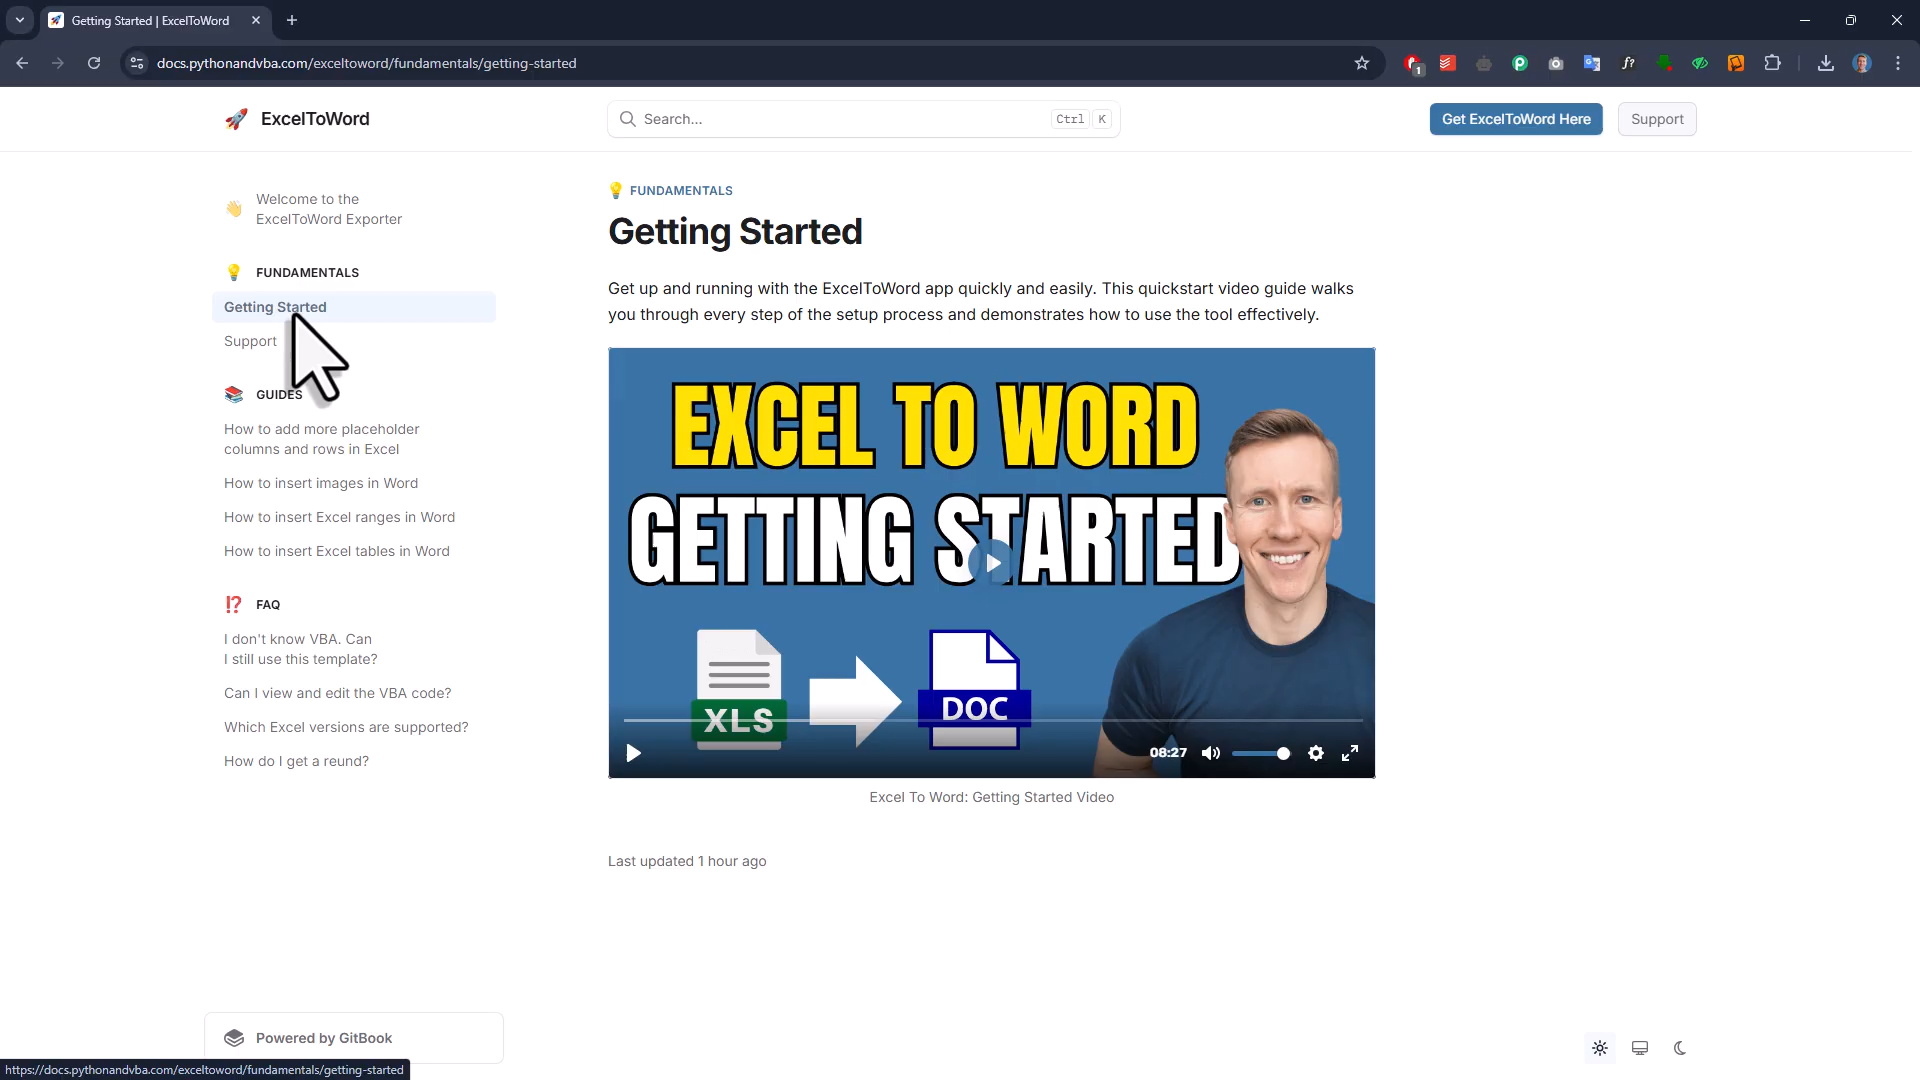 Getting Started | ExcelToWord
docs.pythonandvba.com/exceltoword/fundamentals/getting-started
1
f?
ExcelToWord
Search...
Ctrl K
Get ExcelToWord Here
Support
Welcome to the
ExcelToWord Exporter
FUNDAMENTALS
Getting Started
Support
GUIDES
How to add more placeholder
columns and rows in Excel
How to insert images in Word
How to insert Excel ranges in Word
How to insert Excel tables in Word
FAQ
I don't know VBA. Can
I still use this template?
Can I view and edit the VBA code?
Which Excel versions are supported?
How do I get a reund?
Powered by GitBook
FUNDAMENTALS
Getting Started
Get up and running with the ExcelToWord app quickly and easily. This quickstart video guide walks
you through every step of the setup process and demonstrates how to use the tool effectively.
EXCEL TO WORD
GETTING STARTED
XLS
DOC
08:27
Excel To Word: Getting Started Video
Last updated 1 hour ago
https://docs.pythonandvba.com/exceltoword/fundamentals/getting-started